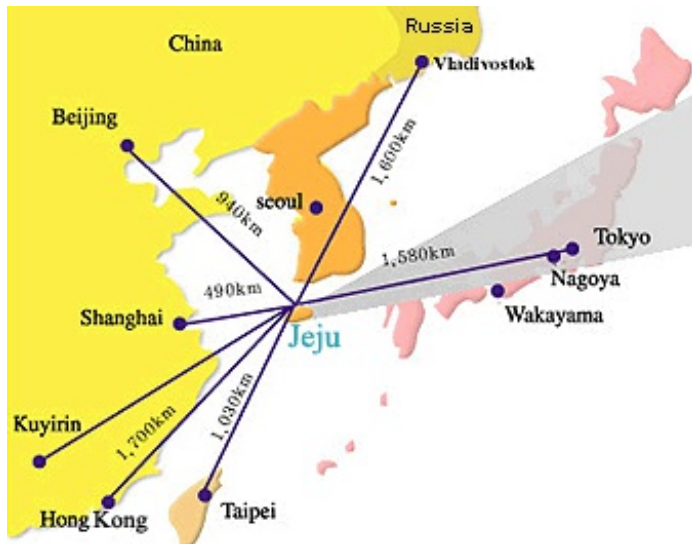 Russia
China
Vladivostok
Beijing
1,600km
940km
seoul
Tokyo
1,580km
Nagoya
490km
Shanghai
Wakayama
Jeju
1,030km
1,700km
Kuyirin
Hong Kong
Taipei